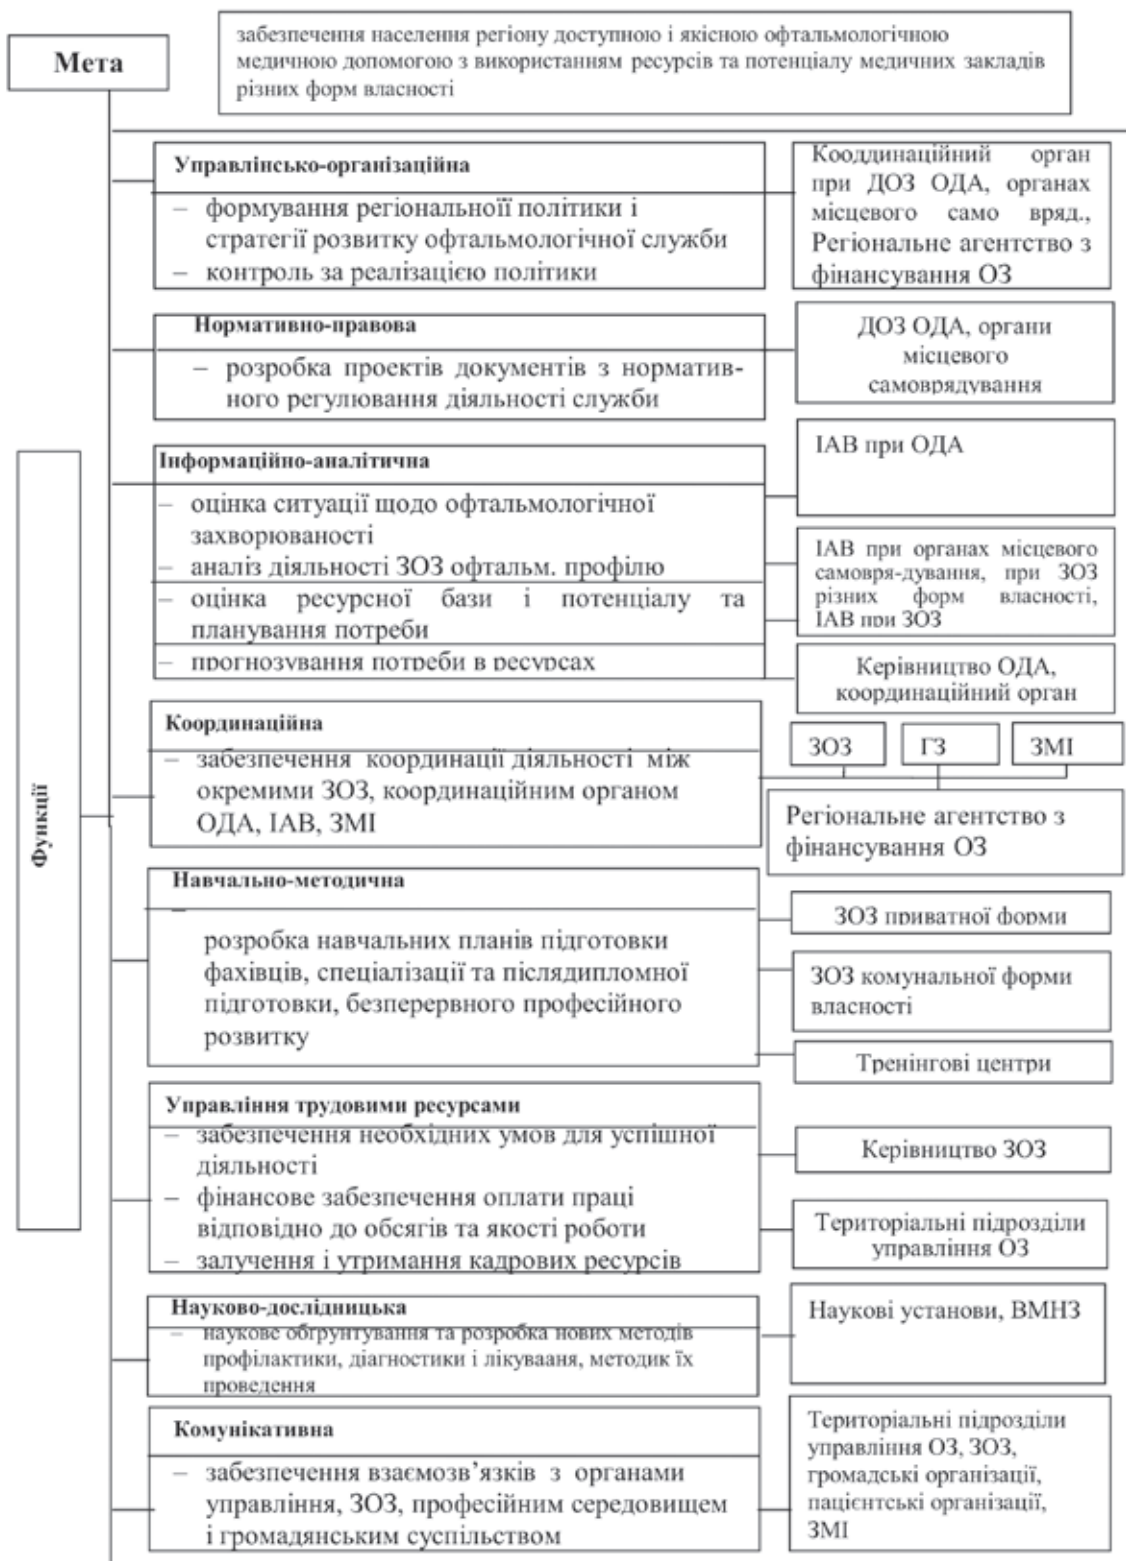 Мета
забезпечення населення регіону доступною і якісною офтальмологічною
медичною допомогою з використанням ресурсів та потенціалу медичних закладів
різних форм власності
Функції
Управлінсько-організаційна
– формування регіональноїї політики і
стратегії розвитку офтальмологічної служби
– контроль за реалізацією політики
Кооддинаційний орган
при ДОЗ ОДА, органах
місцевого само вряд.,
Регіональне агентство з
фінансування ОЗ
Нормативно-правова
– розробка проектів документів з норматив-
ного регулювання діяльності служби
ДОЗ ОДА, органи
місцевого
самоврядування
Інформаційно-аналітична
– оцінка ситуації щодо офтальмологічної
захворюваності
– аналіз діяльності ЗОЗ офтальм. профілю
– оцінка ресурсної бази і потенціалу та
планування потреби
– прогнозування потреби в ресурсах
ІАВ при ОДА
ІАВ при органах місцевого
самовря-дування, при ЗОЗ
різних форм власності,
ІАВ при ЗОЗ
Керівництво ОДА,
координаційний орган
Координаційна
– забезпечення координації діяльності між
окремими ЗОЗ, координаційним органом
ОДА, ІАВ, ЗМІ
ЗОЗ
ГЗ
ЗМІ
Регіональне агентство з
фінансування ОЗ
Навчально-методична
–
розробка навчальних планів підготовки
фахівців, спеціалізації та післядипломної
підготовки, безперервного професійного
розвитку
ЗОЗ приватної форми
ЗОЗ комунальної форми
власності
Тренінгові центри
Управління трудовими ресурсами
– забезпечення необхідних умов для успішної
діяльності
– фінансове забезпечення оплати праці
відповідно до обсягів та якості роботи
– залучення і утримання кадрових ресурсів
Керівництво ЗОЗ
Територіальні підрозділи
управління ОЗ
Науково-дослідницька
– наукове обґрунтування та розробка нових методів
профілактики, діагностики і лікувааня, методик їх
проведення
Наукові установи, ВМНЗ
Комунікативна
– забезпечення взаємозв’язків з органами
управління, ЗОЗ, професійним середовищем
і громадянським суспільством
Територіальні підрозділи
управління ОЗ, ЗОЗ,
громадські організації,
пацієнтські організації,
ЗМІ